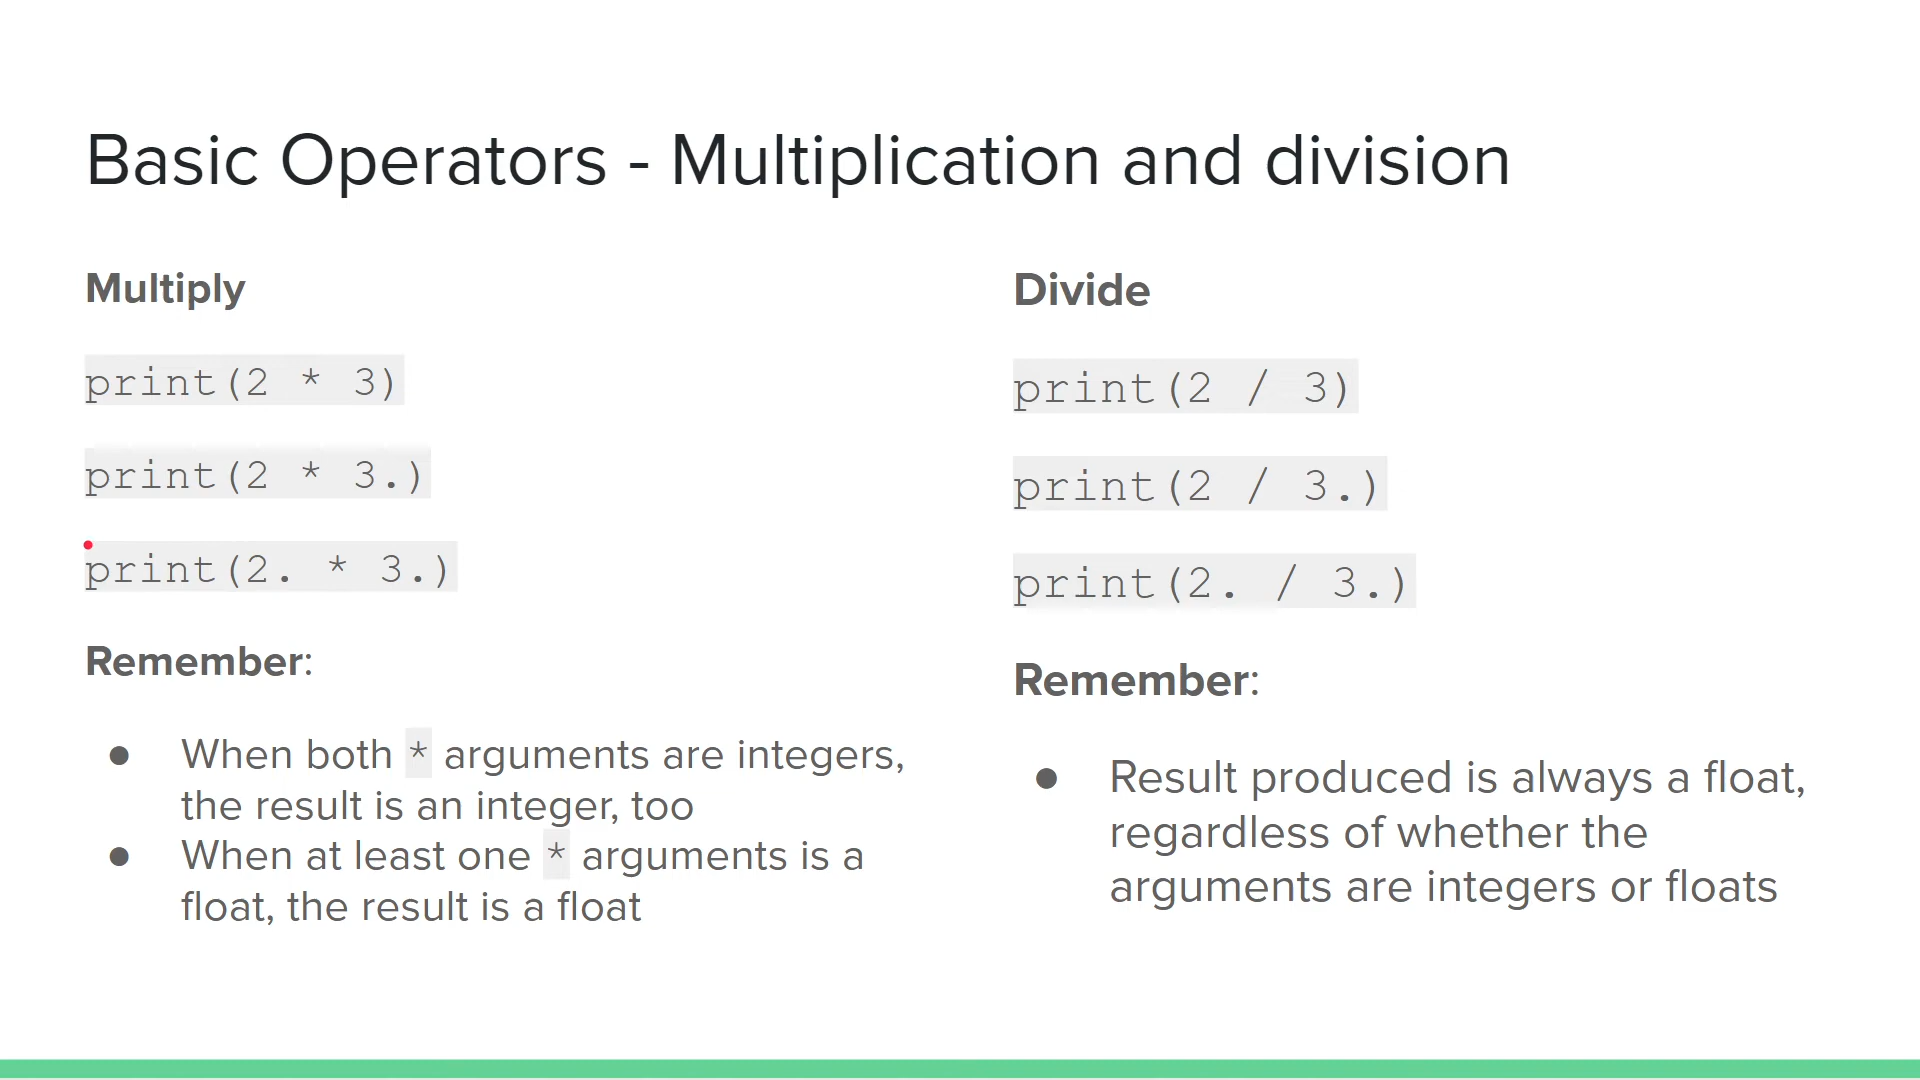 Basic Operators - Multiplication and division
Multiply
print(2 * 3)
print(2 * 3.)
print(2. * 3.)
Remember:
● When both * arguments are integers,
the result is an integer, too
● When at least one * arguments is a
float, the result is a float
Divide
print(2 / 3)
print(2 / 3.)
print(2. / 3.)
Remember:
● Result produced is always a float,
regardless of whether the
arguments are integers or floats